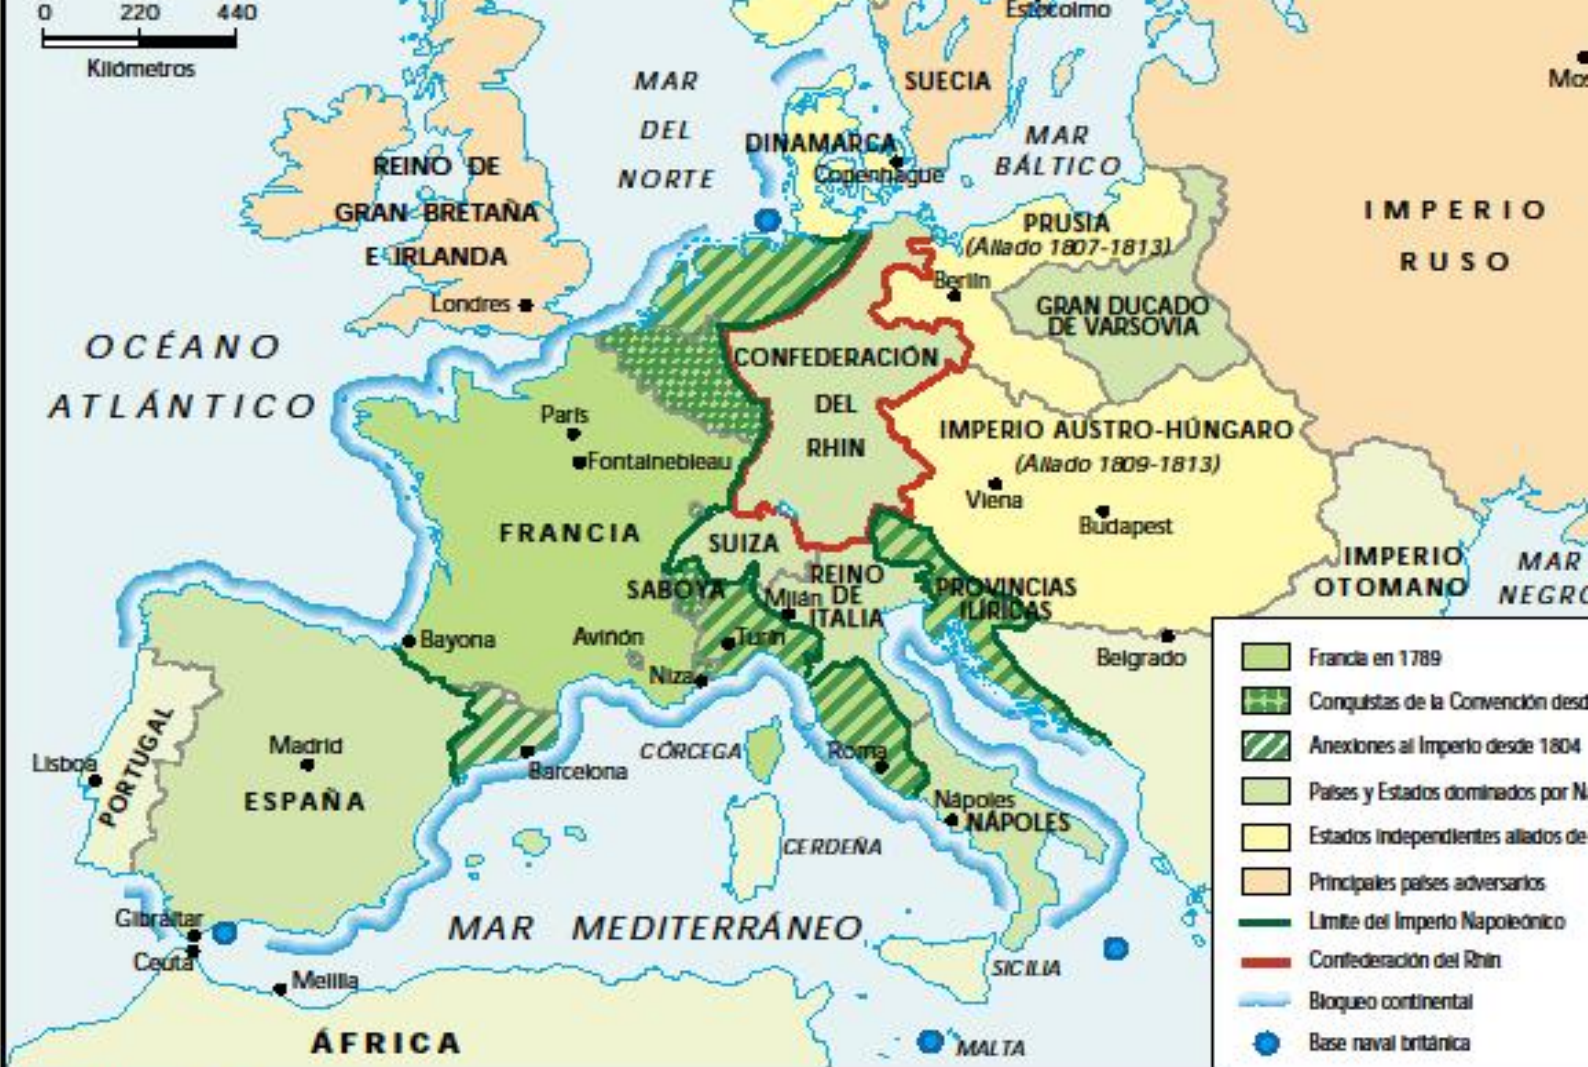 0 220 440
Kilómetros
Estocolmo
MAR
DEL
NORTE
SUECIA
DINAMARCA
Copenhague
MAR
BÁLTICO
REINO DE
GRAN BRETAÑA
E IRLANDA
Londres
PRUSIA
(Aliado 1807-1813)
Berlín
GRAN DUCADO
DE VARSOVIA
IMPERIO
RUSO
OCÉANO
ATLÁNTICO
CONFEDERACIÓN
DEL
RHIN
París
Fontainebleau
FRANCIA
IMPERIO AUSTRO-HÚNGARO
(Aliado 1809-1813)
Viena
Budapest
SUIZA
SABOYA
REINO
DE
ITALIA
Milán
Turín
PROVINCIAS
ILÍRICAS
IMPERIO
OTOMANO
MAR
Belgrado
Bayona
Aviñón
Niza
PORTUGAL
Lisboa
Madrid
ESPAÑA
Barcelona
CÓRCEGA
Roma
Nápoles
NÁPOLES
CERDEÑA
MAR MEDITERRÁNEO
Gibraltar
Ceuta
Melilla
SICILIA
ÁFRICA
MALTA
Francia en 1789
Conquistas de la Convención
Anexiones al Imperio desde 1804
Países y Estados dominados por
Estados independientes aliados de
Principales países adversarios
Límite del Imperio Napoleónico
Confederación del Rhin
Bloqueo continental
Base naval británica